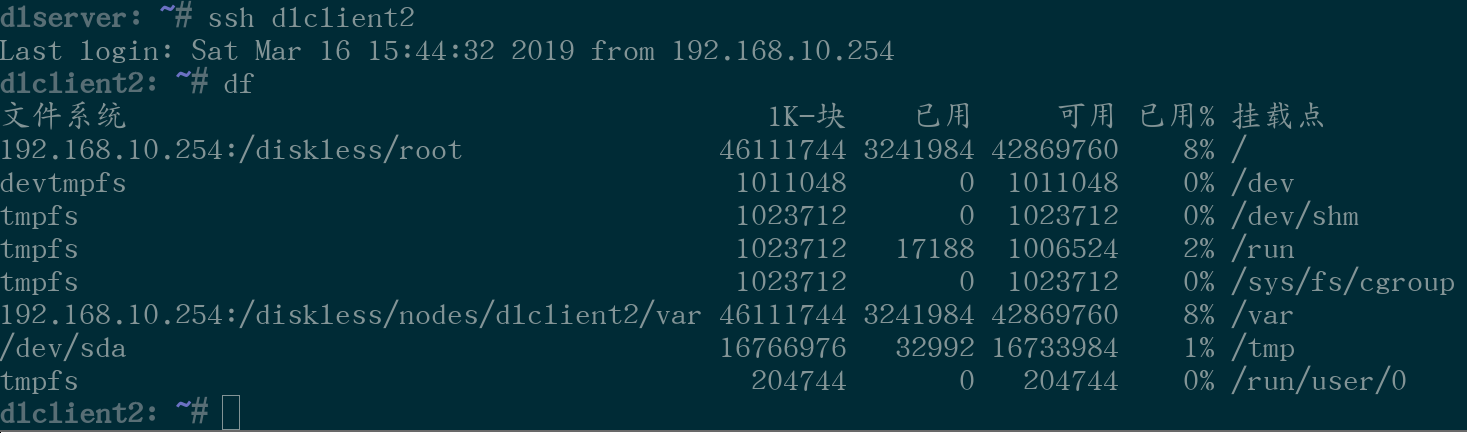 dlserver: ~# ssh dlclient2
Last login: Sat Mar 16 15:44:32 2019 from 192.168.10.254
dlclient2: ~# df
文件系统 1K-块 已用 可用 已用% 挂载点
192.168.10.254:/diskless/root 46111744 3241984 42869760 8% /
devtmpfs 1011048 0 1011048 0% /dev
tmpfs 1023712 0 1023712 0% /dev/shm
tmpfs 1023712 17188 1006524 2% /run
tmpfs 1023712 0 1023712 0% /sys/fs/cgroup
192.168.10.254:/diskless/nodes/dlclient2/var 46111744 3241984 42869760 8% /var
/dev/sda 16766976 32992 16733984 1% /tmp
tmpfs 204744 0 204744 0% /run/user/0
dlclient2: ~#